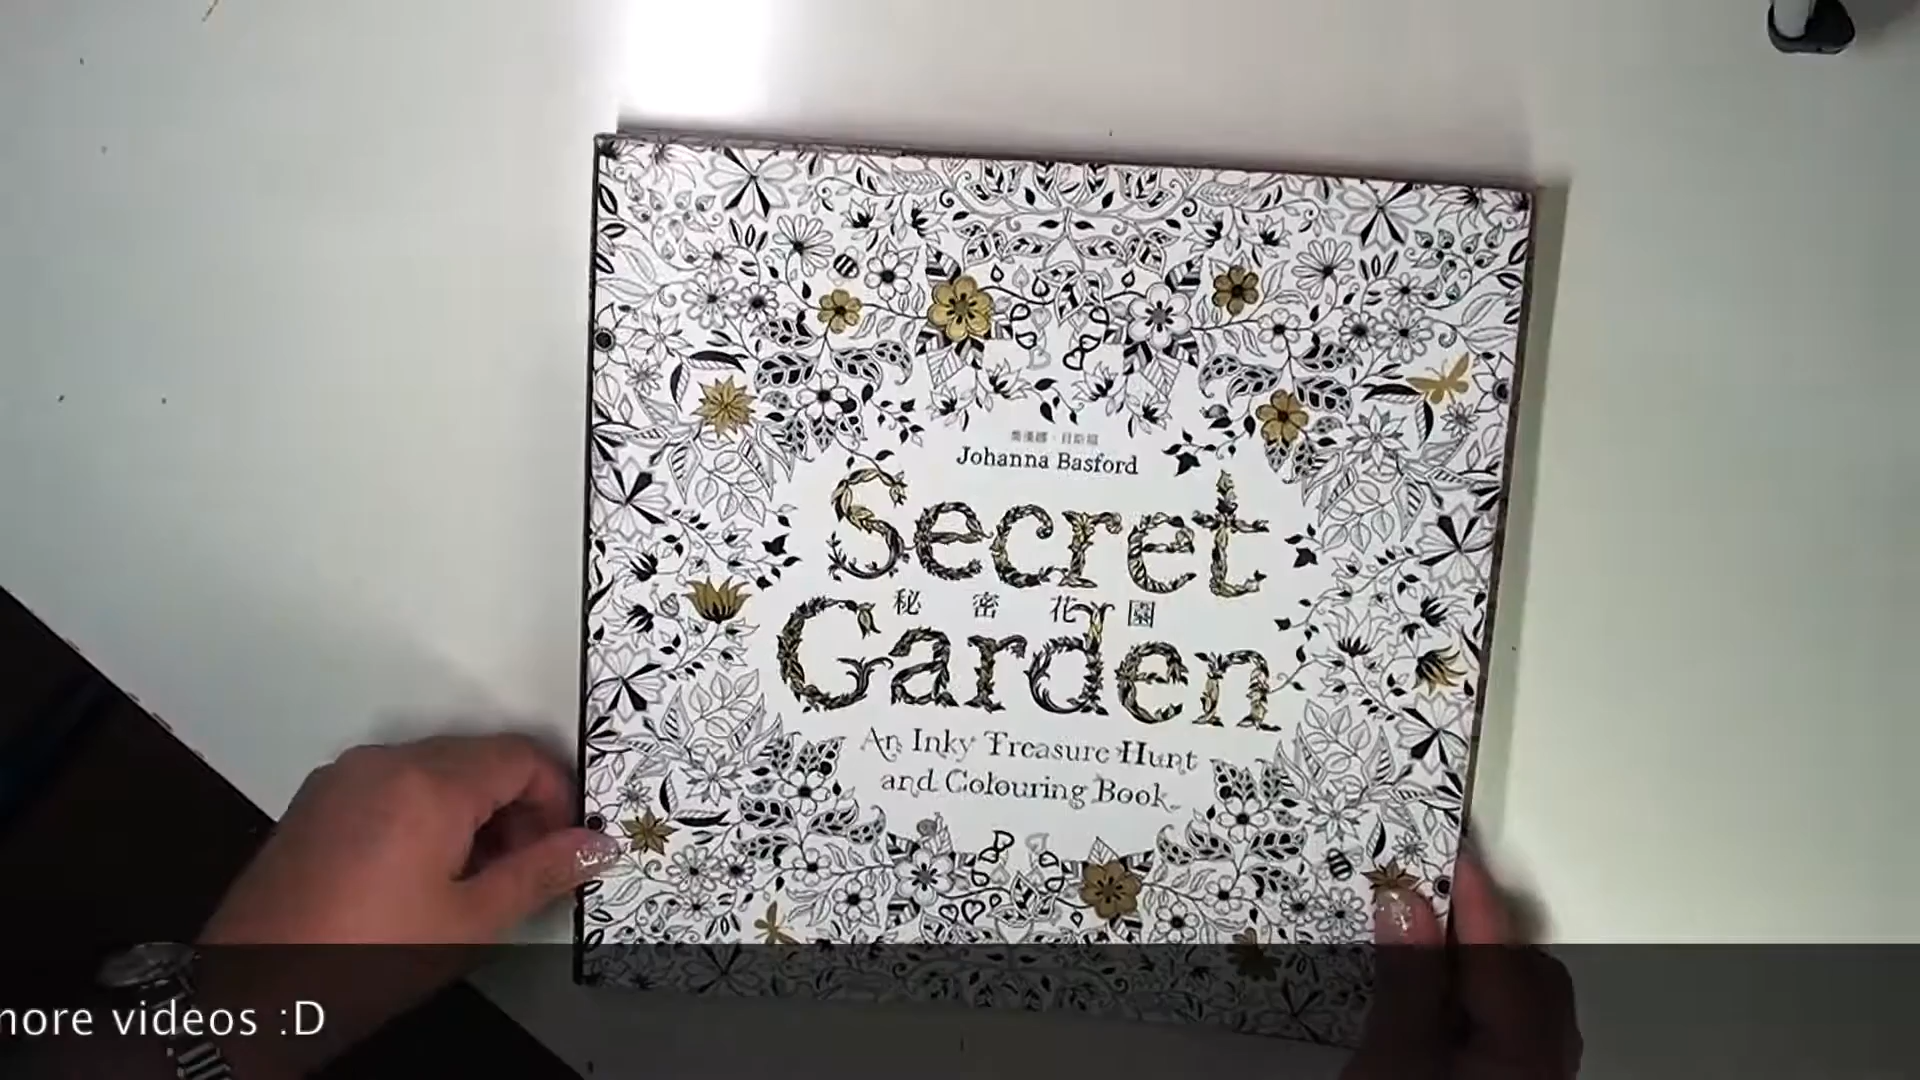 Johanna Basford
Secret
秘密花園
Garden
An Inky Treasure Hunt
and Colouring Book
more videos :D